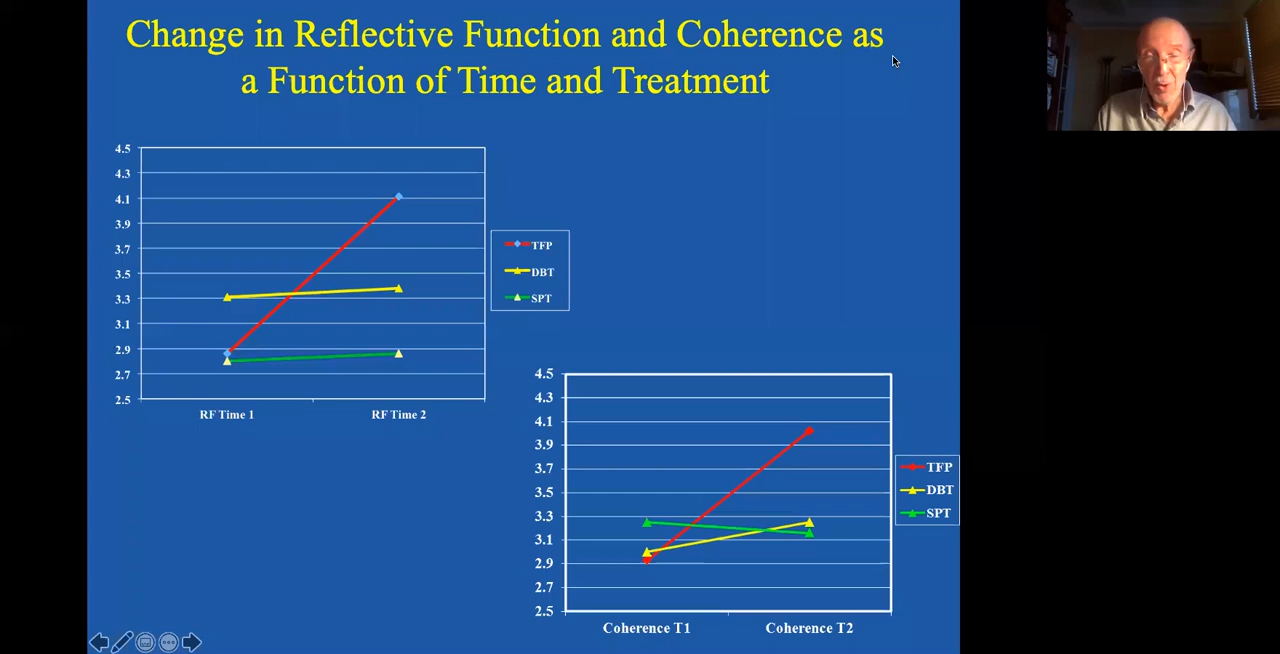 Change in Reflective Function and Coherence as
a Function of Time and Treatment
4.5
4.3
4.1
3.9
3.7
3.5
3.3
3.1
2.9
2.7
2.5
RF Time 1
RF Time 2
TFP
DBT
SPT
4.5
4.3
4.1
3.9
3.7
3.5
3.3
3.1
2.9
2.7
2.5
Coherence T1
Coherence T2
TFP
DBT
SPT